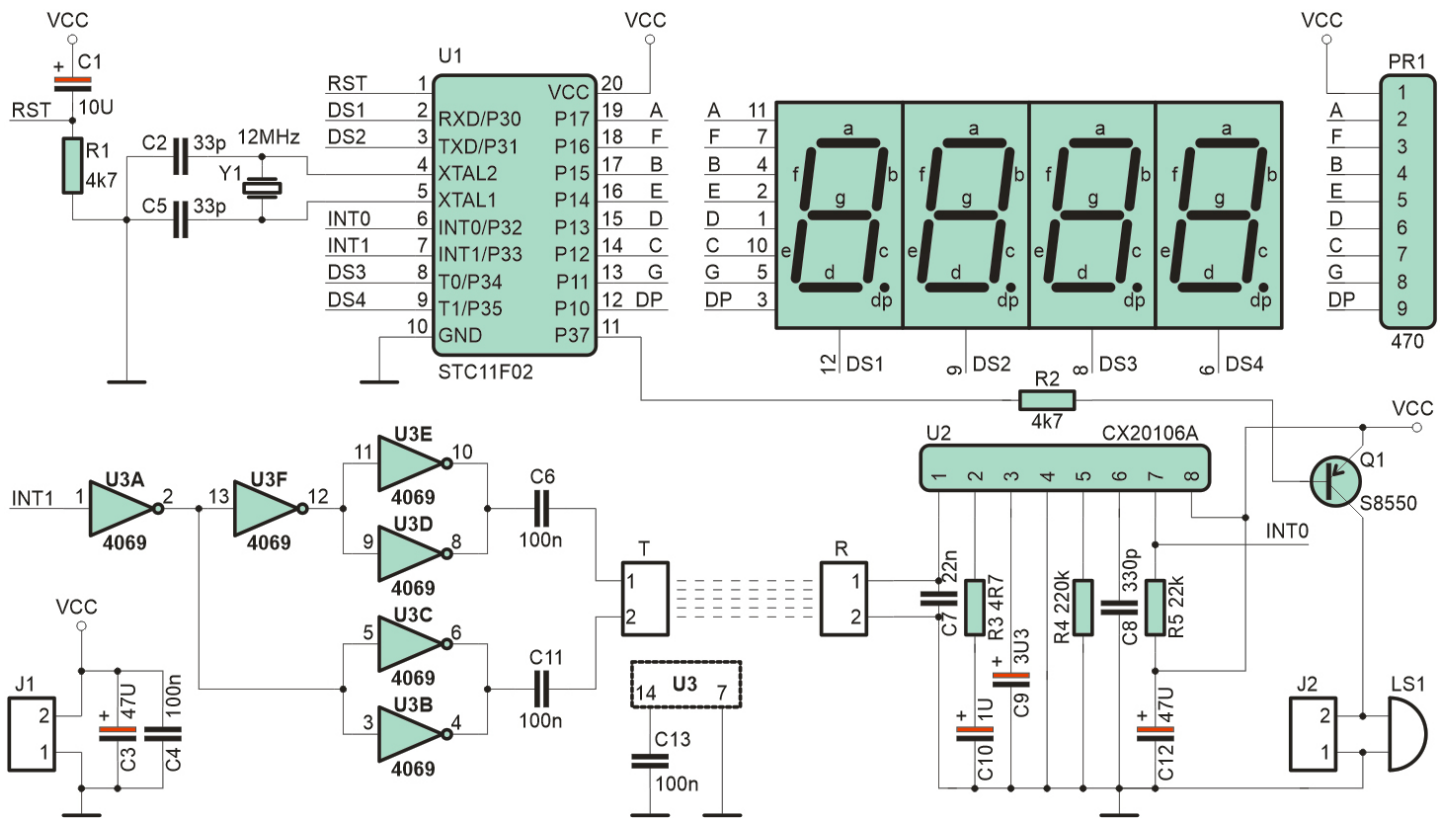 VCC
C1
+
10U
RST
R1
4k7
C2 33p
12MHz
Y1
C5 33p
U1
RST 1
DS1 2 RXD/P30
DS2 3 TXD/P31
4 XTAL2
5 XTAL1
INT0 6 INT0/P32
INT1 7 INT1/P33
DS3 8 T0/P34
DS4 9 T1/P35
10 GND
VCC
VCC 20
P17 19 A
P16 18 F
P15 17 B
P14 16 E
P13 15 D
P12 14 C
P11 13 G
P10 12 DP
P37 11
STC11F02
A 11
F 7
B 4
E 2
D 1
C 10
G 5
DP 3
a a a a
f b f b f b f b
g g g g
e c e c e c e c
d d d d
dp dp dp dp
12 DS1
9 DS2
8 DS3
6 DS4
VCC
PR1
1
A 2
F 3
B 4
E 5
D 6
C 7
G 8
DP 9
470
R2
4k7
VCC
U2 CX20106A
1 2 3 4 5 6 7 8
Q1
S8550
INT0
INT1 1 U3A 2
4069
13 U3F 12
4069
U3E
11 10
4069
U3D
9 8
4069
U3C
5 6
4069
U3B
3 4
4069
C6
100n
C11
100n
T
1
2
R
1
2
C7 22n
R3 4R7
C9 3U3
+
C10 1U
+
R4 220k
C8 330p
R5 22k
C12 47U
+
VCC
J1
2
1
+
C3 47U
C4 100n
U3
14 7
C13
100n
J2
2
1
LS1